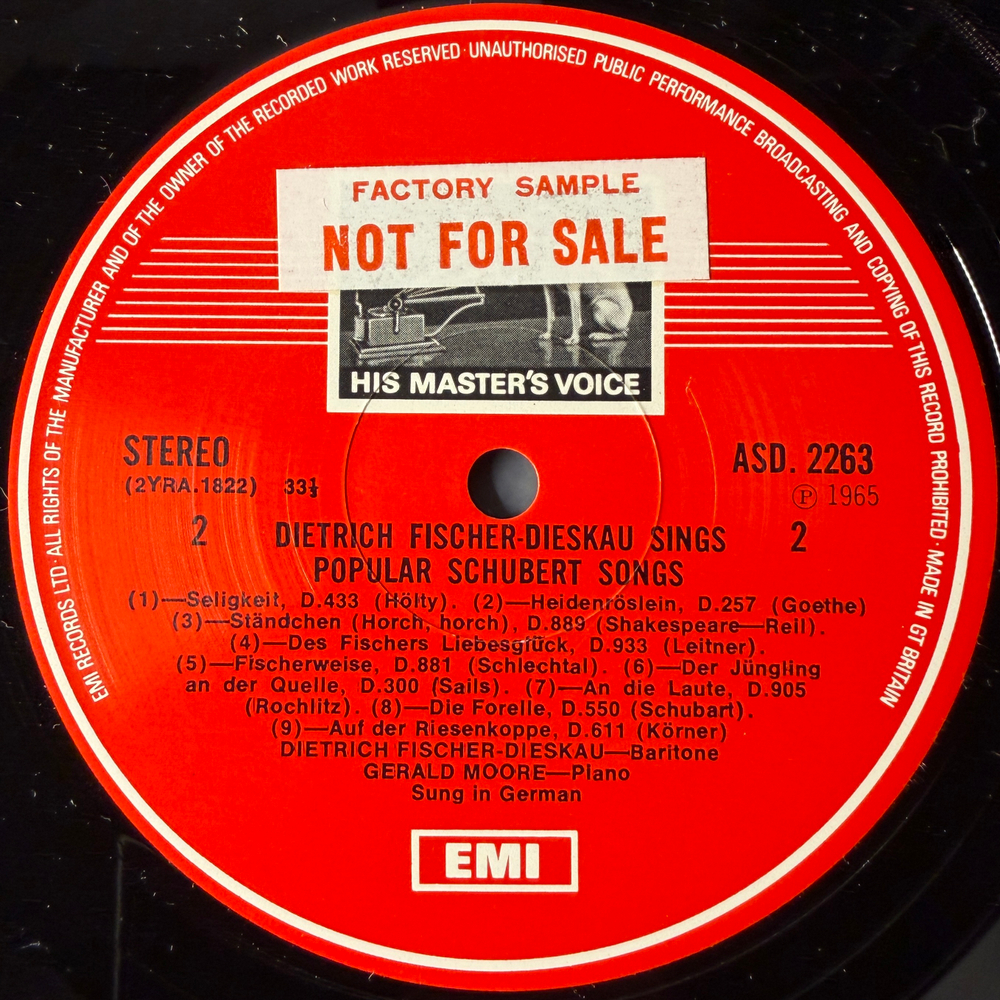 EMI RECORDS LTD · ALL RIGHTS OF THE MANUFACTURER AND OF THE OWNER OF THE RECORDED WORK RESERVED · UNAUTHORISED PUBLIC PERFORMANCE BROADCASTING AND COPYING OF THIS RECORD PROHIBITED · MADE IN GT BRITAIN
FACTORY SAMPLE
NOT FOR SALE
HIS MASTER'S VOICE
STEREO
ASD. 2263
(2YRA.1822) 33⅓
Ⓟ 1965
2 DIETRICH FISCHER-DIESKAU SINGS 2
POPULAR SCHUBERT SONGS
(1)—Seligkeit, D.433 (Hölty). (2)—Heidenröslein, D.257 (Goethe)
(3)—Ständchen (Horch, horch), D.889 (Shakespeare—Reil).
(4)—Des Fischers Liebesglück, D.933 (Leitner).
(5)—Fischerweise, D.881 (Schlechtal). (6)—Der Jüngling
an der Quelle, D.300 (Sails). (7)—An die Laute, D.905
(Rochlitz). (8)—Die Forelle, D.550 (Schubart).
(9)—Auf der Riesenkoppe, D.611 (Körner)
DIETRICH FISCHER-DIESKAU—Baritone
GERALD MOORE—Piano
Sung in German
EMI